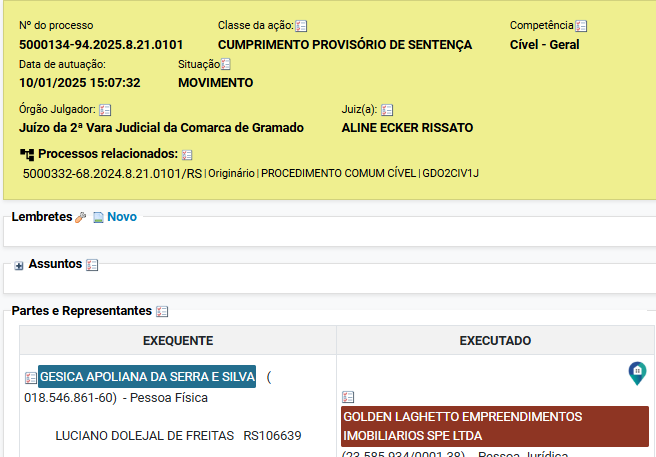 Nº do processo Classe da ação: Competência
5000134-94.2025.8.21.0101 CUMPRIMENTO PROVISÓRIO DE SENTENÇA Cível - Geral
Data de autuação: Situação
10/01/2025 15:07:32 MOVIMENTO
Órgão Julgador: Juiz(a):
Juízo da 2ª Vara Judicial da Comarca de Gramado ALINE ECKER RISSATO
Processos relacionados:
5000332-68.2024.8.21.0101/RS | Originário | PROCEDIMENTO COMUM CÍVEL | GDO2CIV1J
Lembretes Novo
Assuntos
Partes e Representantes
EXEQUENTE EXECUTADO
GESICA APOLIANA DA SERRA E SILVA (
018.546.861-60) - Pessoa Física
GOLDEN LAGHETTO EMPREENDIMENTOS
IMOBILIARIOS SPE LTDA
LUCIANO DOLEJAL DE FREITAS RS106639
(23.585.934/0001-38) - Pessoa Jurídica